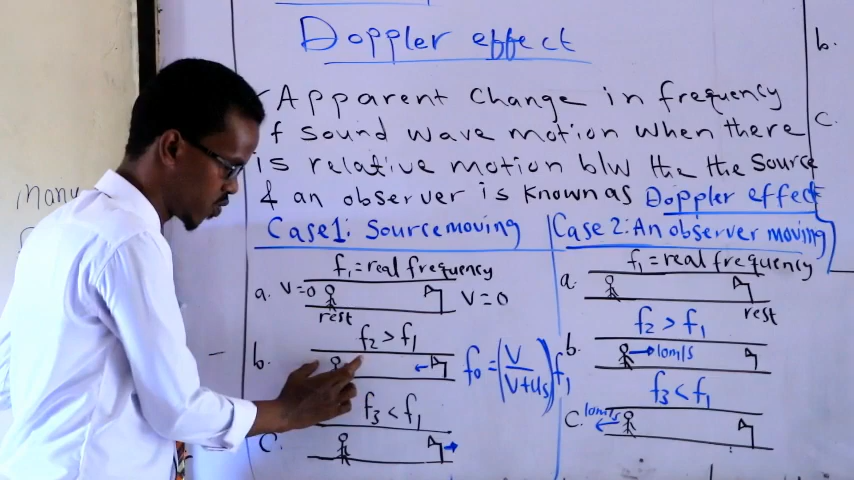 Doppler effect
Apparent change in frequency
f sound wave motion when there
is relative motion b/w the the source
& an observer is known as Doppler effect
Case1: Source moving
f₁ = real frequency
a. V=0 V=0
rest
f₂ > f₁
b.
f₀ = (V / V+Us) f₁
f₃ < f₁
C.
Case 2: An observer moving
f₁ = real frequency
a.
rest
f₂ > f₁
b.
10m/s
f₃ < f₁
C. 10m/s
b.
C.
many